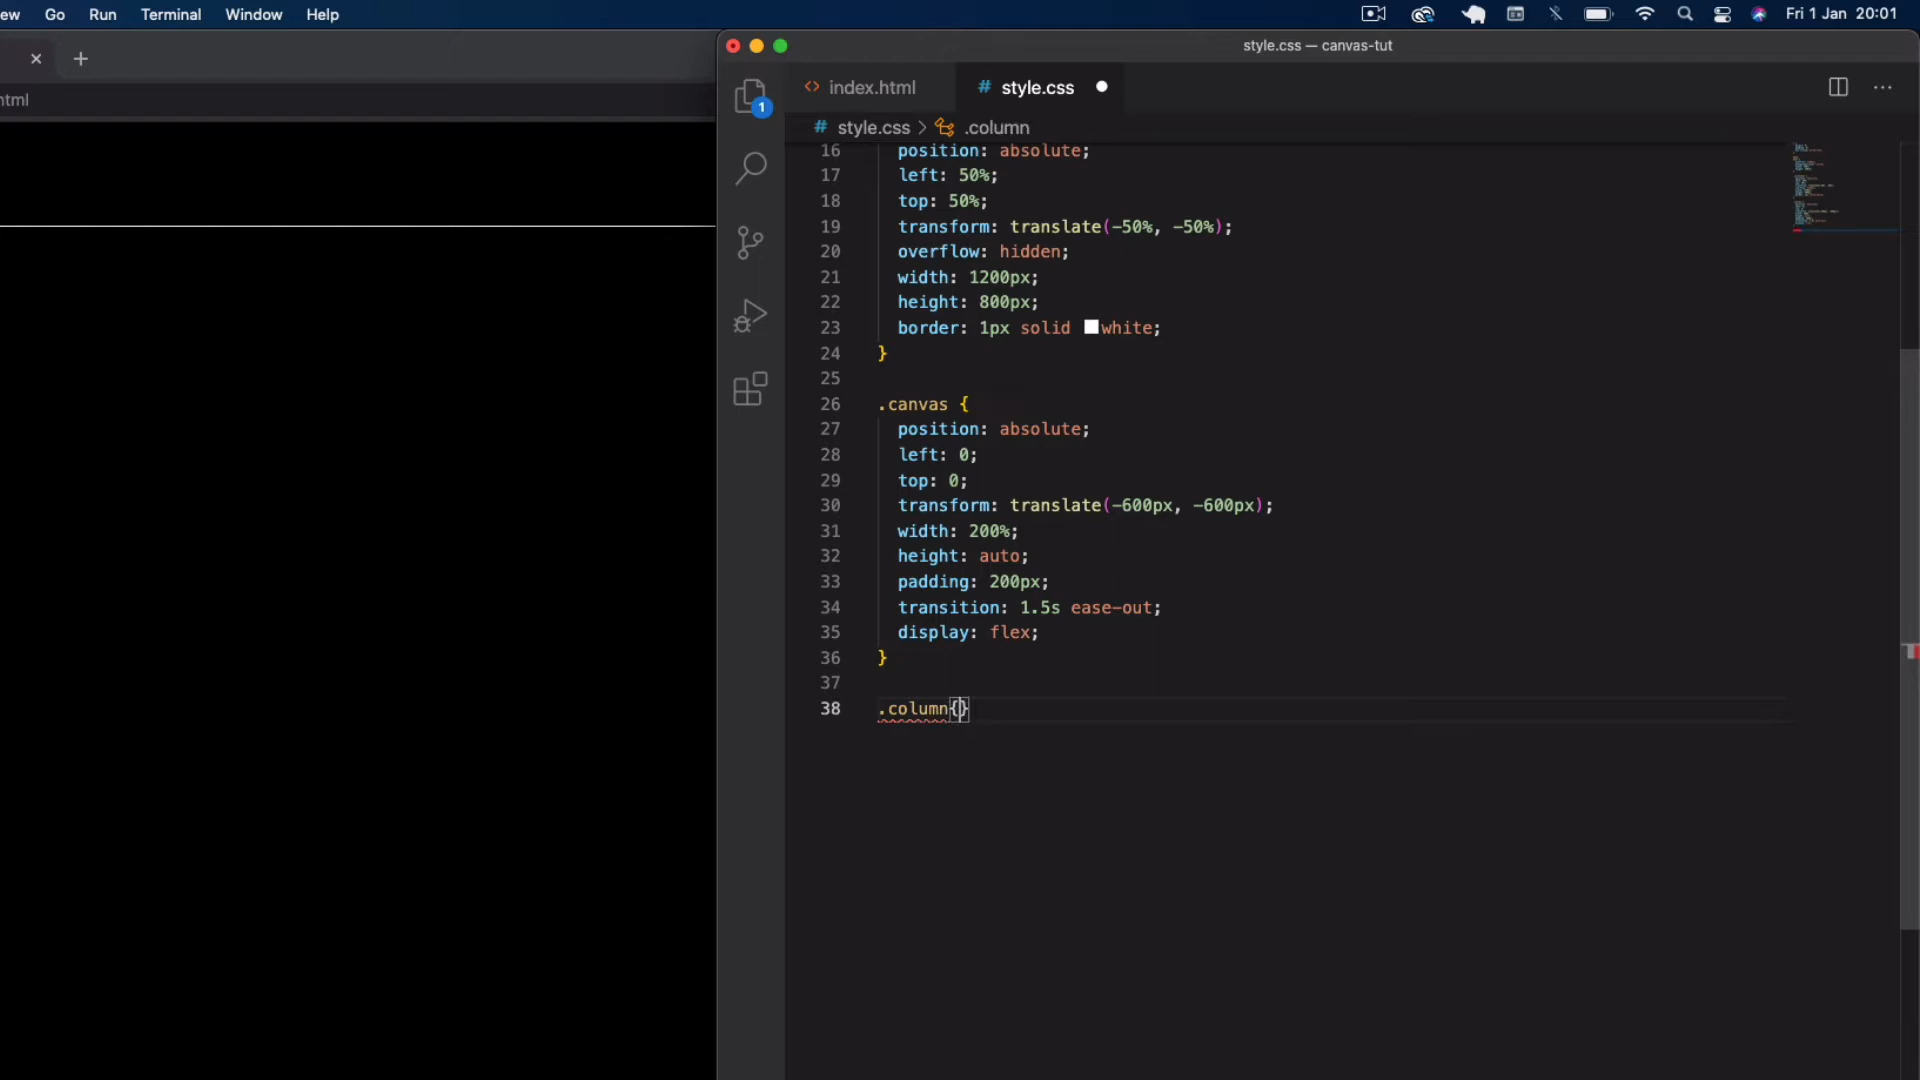 ew Go Run Terminal Window Help Fri 1 Jan 20:01
style.css — canvas-tut
index.html style.css
html
style.css > .column
1
16 position: absolute;
17 left: 50%;
18 top: 50%;
19 transform: translate(-50%, -50%);
20 overflow: hidden;
21 width: 1200px;
22 height: 800px;
23 border: 1px solid white;
24 }
25
26 .canvas {
27 position: absolute;
28 left: 0;
29 top: 0;
30 transform: translate(-600px, -600px);
31 width: 200%;
32 height: auto;
33 padding: 200px;
34 transition: 1.5s ease-out;
35 display: flex;
36 }
37
38 .column{}